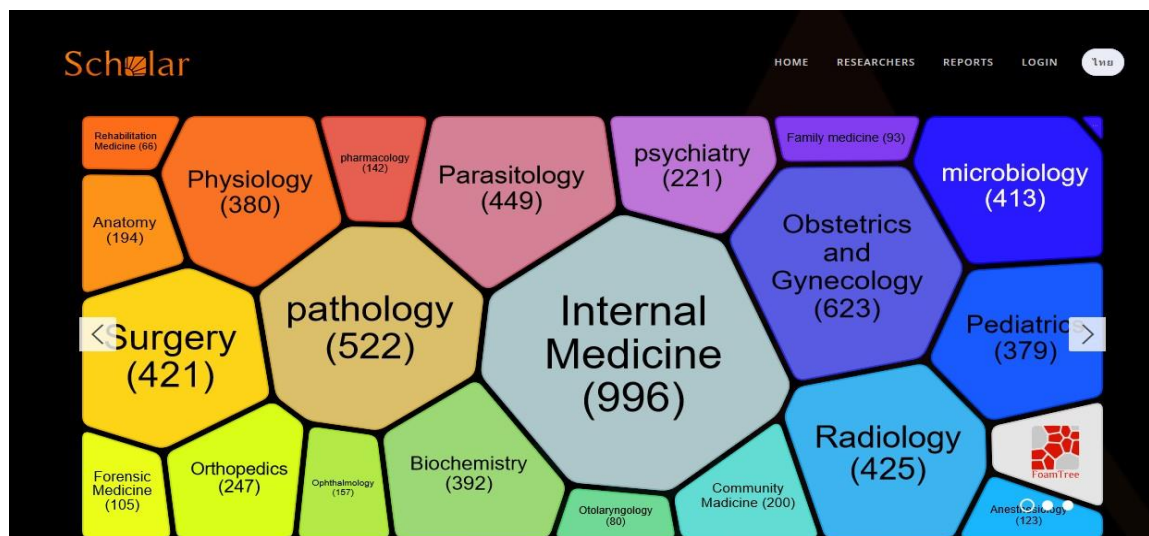 Scholar
HOME RESEARCHERS REPORTS LOGIN ไทย
Rehabilitation
Medicine (66)
Physiology
(380)
pharmacology
(142)
Parasitology
(449)
psychiatry
(221)
Family medicine (93)
microbiology
(413)
Anatomy
(194)
Obstetrics
and
Gynecology
(623)
Surgery
(421)
pathology
(522)
Internal
Medicine
(996)
Pediatrics
(379)
Forensic
Medicine
(105)
Orthopedics
(247)
Ophthalmology
(157)
Biochemistry
(392)
Otolaryngology
(80)
Community
Madicine (200)
Radiology
(425)
FoamTree
Anesthesiology
(123)